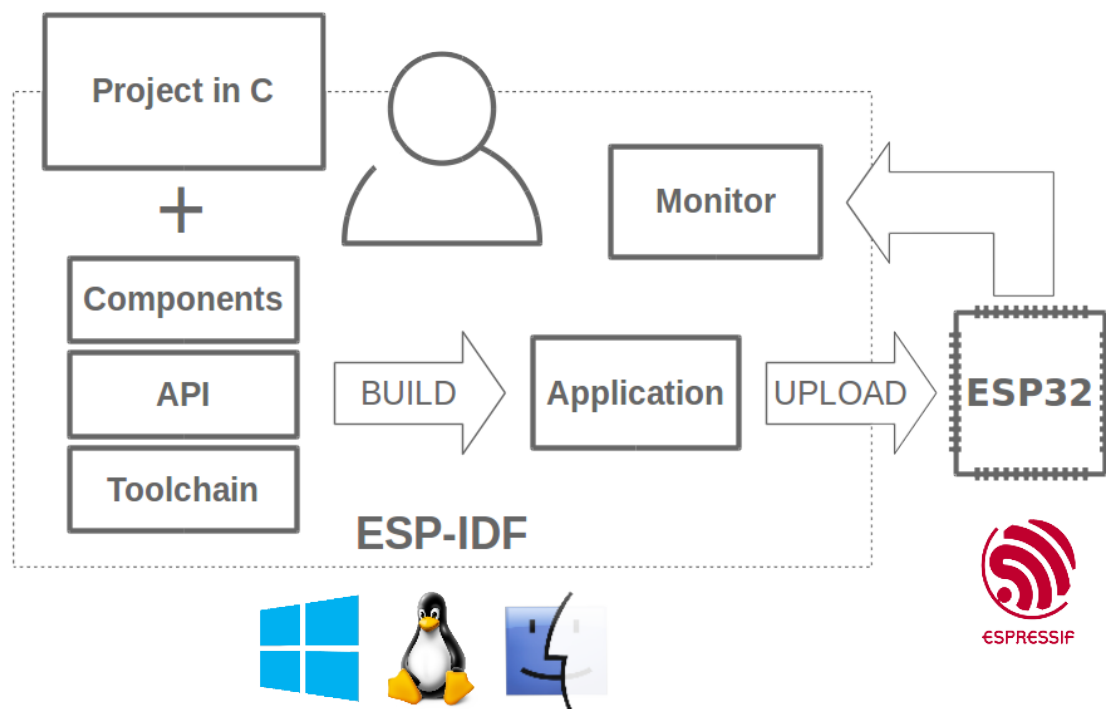 Project in C
+
Components
API
Toolchain
BUILD
Application
UPLOAD
Monitor
ESP32
ESP-IDF
ESPRESSIF